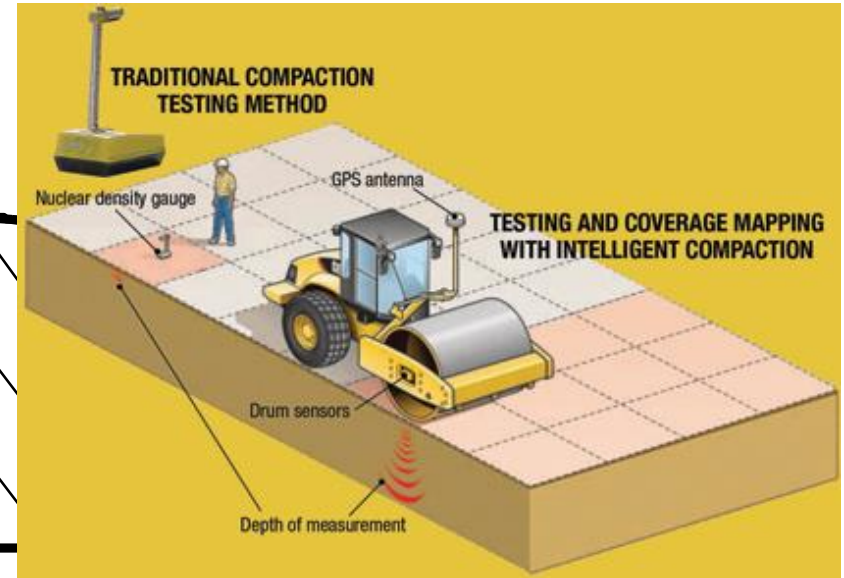 TRADITIONAL COMPACTION
TESTING METHOD
Nuclear density gauge
GPS antenna
TESTING AND COVERAGE MAPPING
WITH INTELLIGENT COMPACTION
Drum sensors
Depth of measurement